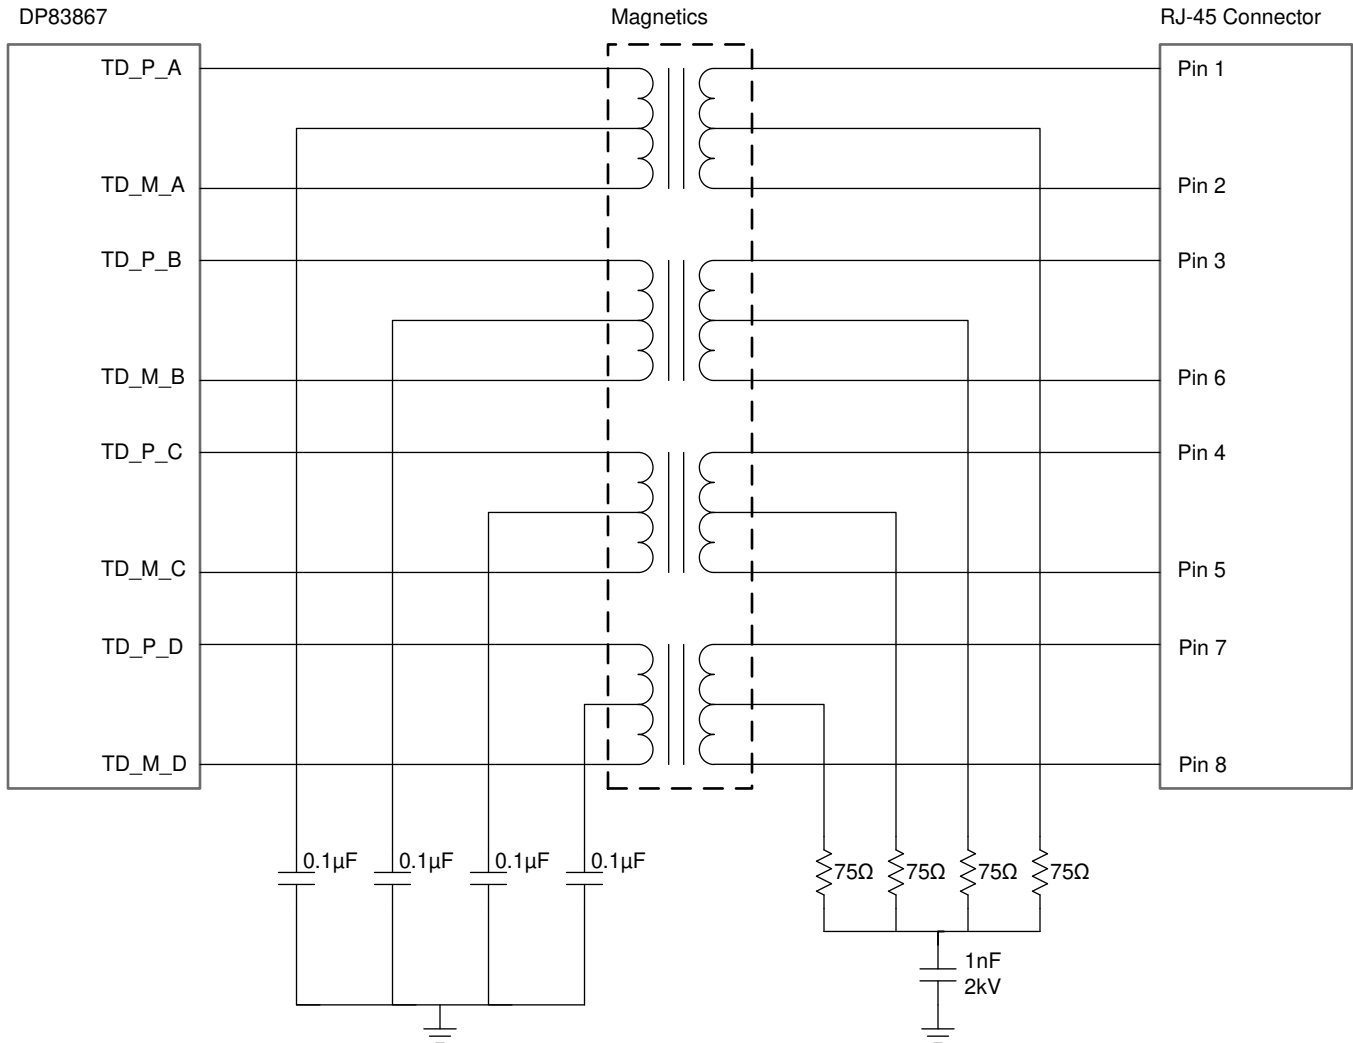 DP83867
Magnetics
RJ-45 Connector
TD_P_A
Pin 1
TD_M_A
Pin 2
TD_P_B
Pin 3
TD_M_B
Pin 6
TD_P_C
Pin 4
TD_M_C
Pin 5
TD_P_D
Pin 7
TD_M_D
Pin 8
0.1µF
0.1µF
0.1µF
0.1µF
75Ω
75Ω
75Ω
75Ω
1nF
2kV